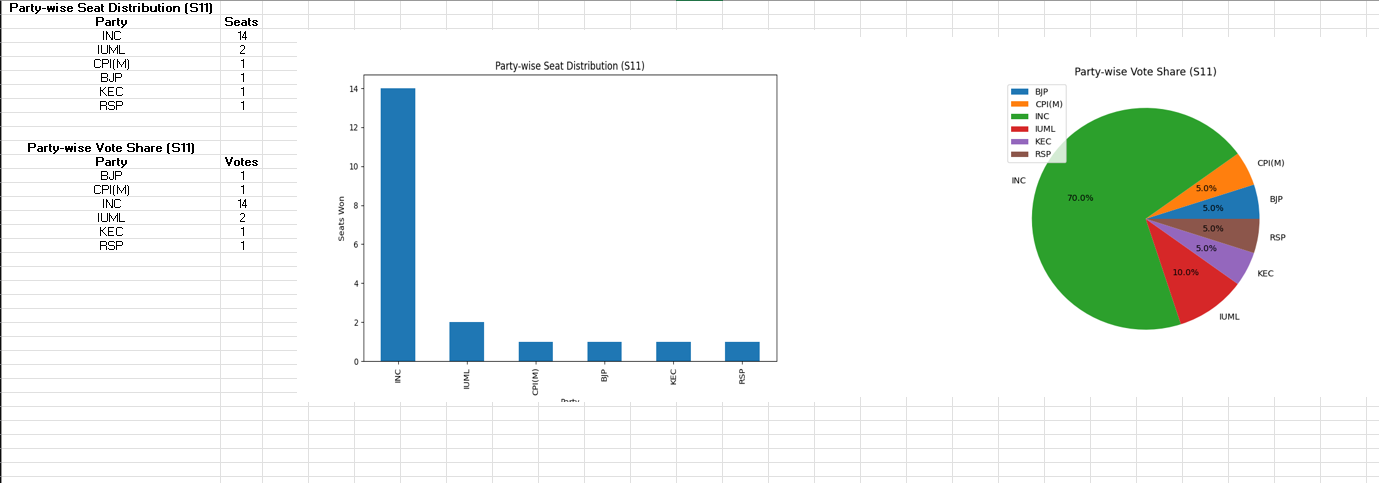 Party-wise Seat Distribution (S11)
Party Seats
INC 14
IUML 2
CPI(M) 1
BJP 1
KEC 1
RSP 1
Party-wise Vote Share (S11)
Party Votes
BJP 1
CPI(M) 1
INC 14
IUML 2
KEC 1
RSP 1
Party-wise Seat Distribution (S11)
Seats Won
14
12
10
8
6
4
2
0
INC IUML CPI(M) BJP KEC RSP
Party
Party-wise Vote Share (S11)
BJP
CPI(M)
INC
IUML
KEC
RSP
CPI(M)
5.0%
BJP
5.0%
INC
70.0%
RSP
5.0%
KEC
5.0%
IUML
10.0%